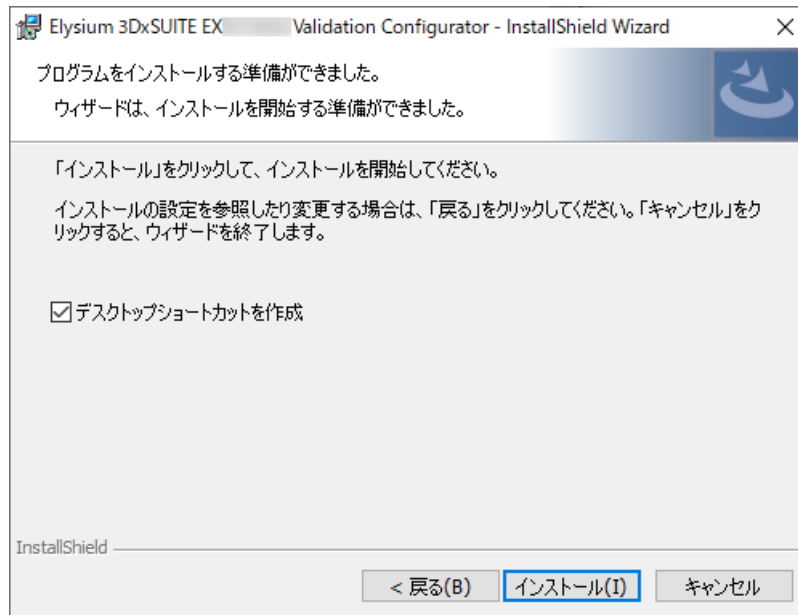 Elysium 3DxSUITE EX Validation Configurator - InstallShield Wizard
プログラムをインストールする準備ができました。
ウィザードは、インストールを開始する準備ができました。
「インストール」をクリックして、インストールを開始してください。
インストールの設定を参照したり変更する場合は、「戻る」をクリックしてください。「キャンセル」をク
リックすると、ウィザードを終了します。
デスクトップショートカットを作成
InstallShield
< 戻る(B)
インストール(I)
キャンセル